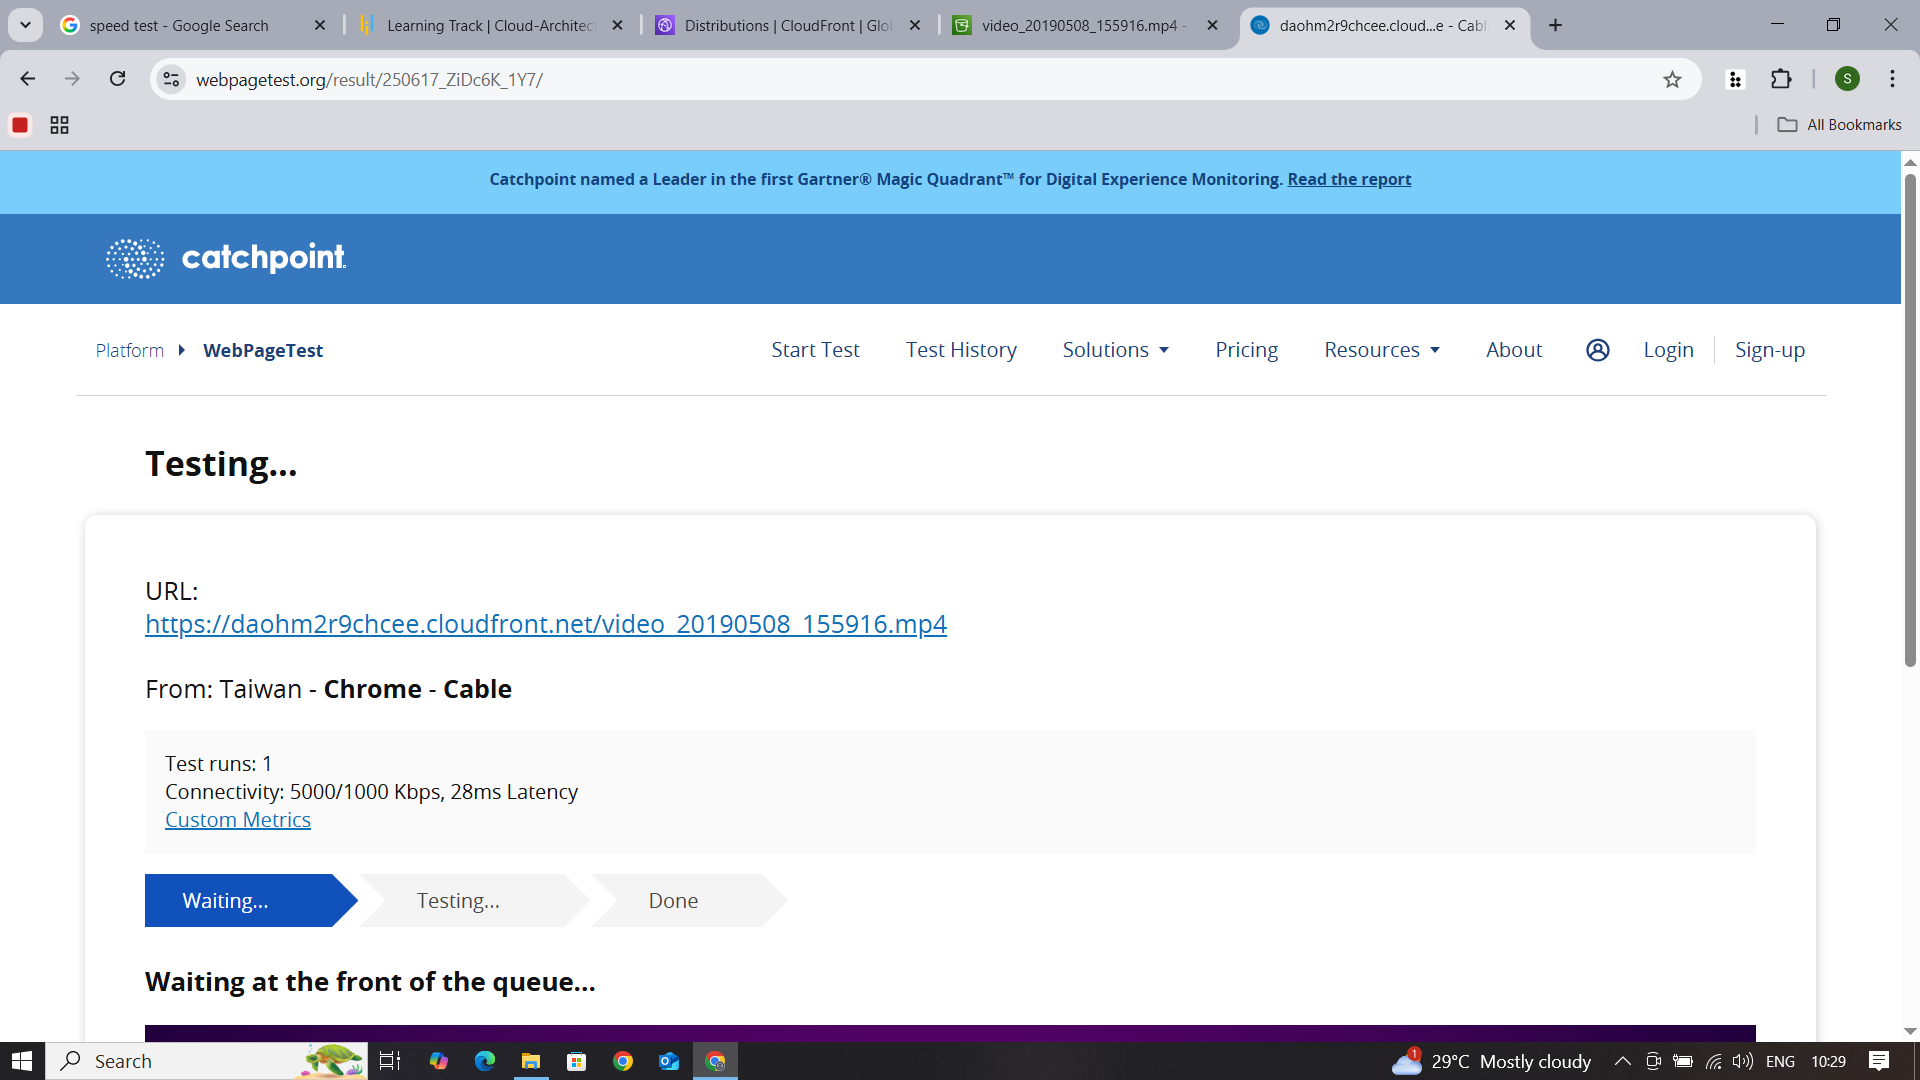 speed test - Google Search
Learning Track | Cloud-Architect
Distributions | CloudFront | Glob
video_20190508_155916.mp4 -
daohm2r9chcee.cloud...e - Cabl
webpagetest.org/result/250617_ZiDc6K_1Y7/
S
All Bookmarks
Catchpoint named a Leader in the first Gartner® Magic Quadrant™ for Digital Experience Monitoring. Read the report
catchpoint.
Platform
WebPageTest
Start Test
Test History
Solutions
Pricing
Resources
About
Login
Sign-up
Testing...
URL:
https://daohm2r9chcee.cloudfront.net/video_20190508_155916.mp4
From: Taiwan - Chrome - Cable
Test runs: 1
Connectivity: 5000/1000 Kbps, 28ms Latency
Custom Metrics
Waiting...
Testing...
Done
Waiting at the front of the queue...
Search
1
29°C Mostly cloudy
ENG
10:29